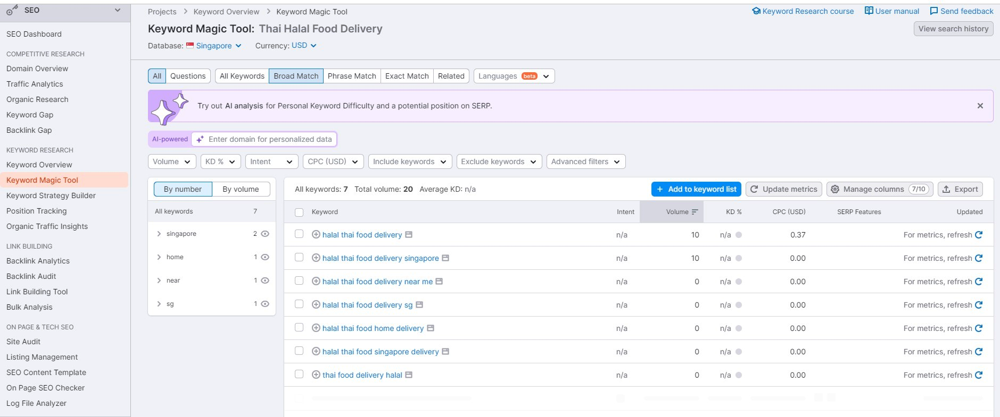 SEO
SEO Dashboard
COMPETITIVE RESEARCH
Domain Overview
Traffic Analytics
Organic Research
Keyword Gap
Backlink Gap
KEYWORD RESEARCH
Keyword Overview
Keyword Magic Tool
Keyword Strategy Builder
Position Tracking
Organic Traffic Insights
LINK BUILDING
Backlink Analytics
Backlink Audit
Link Building Tool
Bulk Analysis
ON PAGE & TECH SEO
Site Audit
Listing Management
SEO Content Template
On Page SEO Checker
Log File Analyzer
Projects > Keyword Overview > Keyword Magic Tool
Keyword Research course User manual Send feedback
Keyword Magic Tool: Thai Halal Food Delivery
View search history
Database: Singapore Currency: USD
All Questions All Keywords Broad Match Phrase Match Exact Match Related Languages beta
Try out AI analysis for Personal Keyword Difficulty and a potential position on SERP.
AI-powered Enter domain for personalized data
Volume KD % Intent CPC (USD) Include keywords Exclude keywords Advanced filters
By number By volume
All keywords 7
singapore 2
home 1
near 1
sg 1
All keywords: 7 Total volume: 20 Average KD: n/a
+ Add to keyword list Update metrics Manage columns 7/10 Export
Keyword Intent Volume KD % CPC (USD) SERP Features Updated
halal thai food delivery n/a 10 n/a 0.37 For metrics, refresh
halal thai food delivery singapore n/a 10 n/a 0.00 For metrics, refresh
halal thai food delivery near me n/a 0 n/a 0.00 For metrics, refresh
halal thai food delivery sg n/a 0 n/a 0.00 For metrics, refresh
halal thai food home delivery n/a 0 n/a 0.00 For metrics, refresh
halal thai food singapore delivery n/a 0 n/a 0.00 For metrics, refresh
thai food delivery halal n/a 0 n/a 0.00 For metrics, refresh